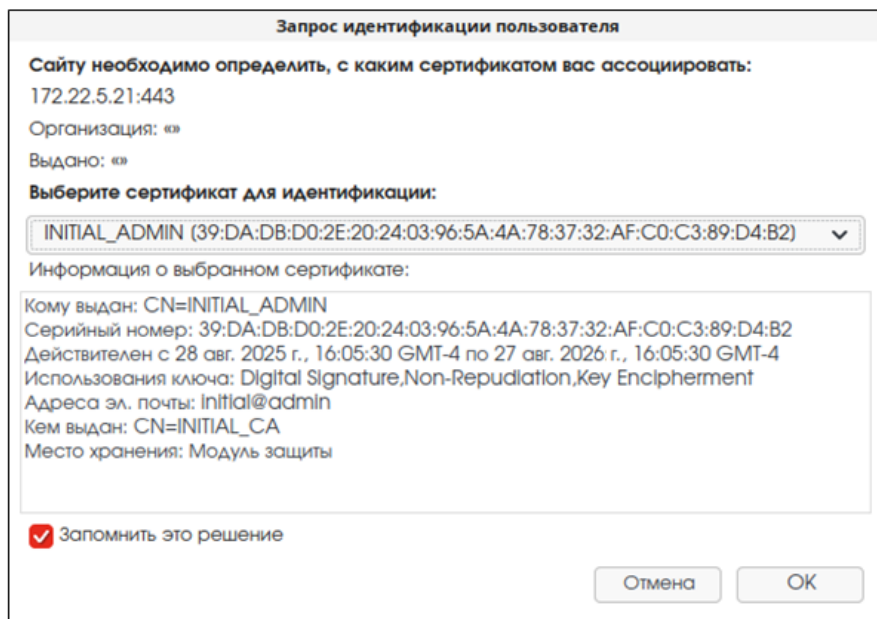 Запрос идентификации пользователя
Сайту необходимо определить, с каким сертификатом вас ассоциировать:
172.22.5.21:443
Организация: «»
Выдано: «»
Выберите сертификат для идентификации:
INITIAL_ADMIN (39:DA:DB:D0:2E:20:24:03:96:5A:4A:78:37:32:AF:C0:C3:89:D4:B2)
Информация о выбранном сертификате:
Кому выдан: CN=INITIAL_ADMIN
Серийный номер: 39:DA:DB:D0:2E:20:24:03:96:5A:4A:78:37:32:AF:C0:C3:89:D4:B2
Действителен с 28 авг. 2025 г., 16:05:30 GMT-4 по 27 авг. 2026 г., 16:05:30 GMT-4
Использования ключа: Digital Signature,Non-Repudiation,Key Encipherment
Адреса эл. почты: initial@admin
Кем выдан: CN=INITIAL_CA
Место хранения: Модуль защиты
Запомнить это решение
Отмена
OK